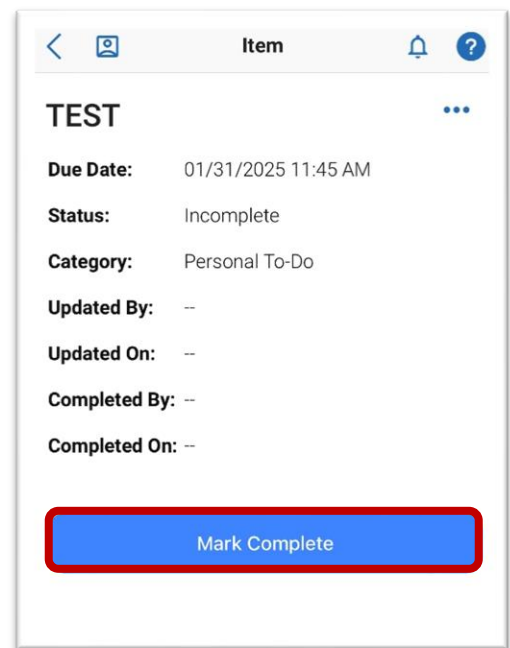 Item
?
TEST
Due Date: 01/31/2025 11:45 AM
Status: Incomplete
Category: Personal To-Do
Updated By: --
Updated On: --
Completed By: --
Completed On: --
Mark Complete